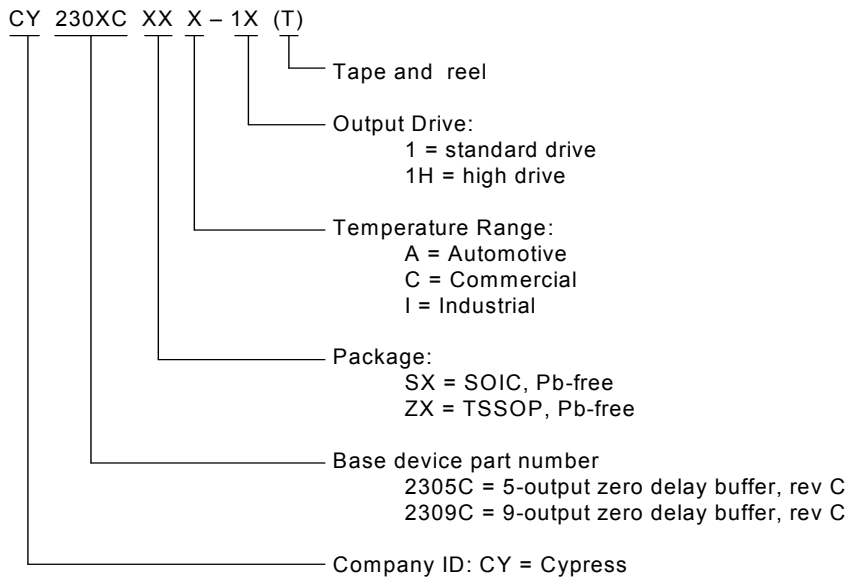 CY 230XC XX X – 1X (T)
Tape and reel
Output Drive:
1 = standard drive
1H = high drive
Temperature Range:
A = Automotive
C = Commercial
I = Industrial
Package:
SX = SOIC, Pb-free
ZX = TSSOP, Pb-free
Base device part number
2305C = 5-output zero delay buffer, rev C
2309C = 9-output zero delay buffer, rev C
Company ID: CY = Cypress